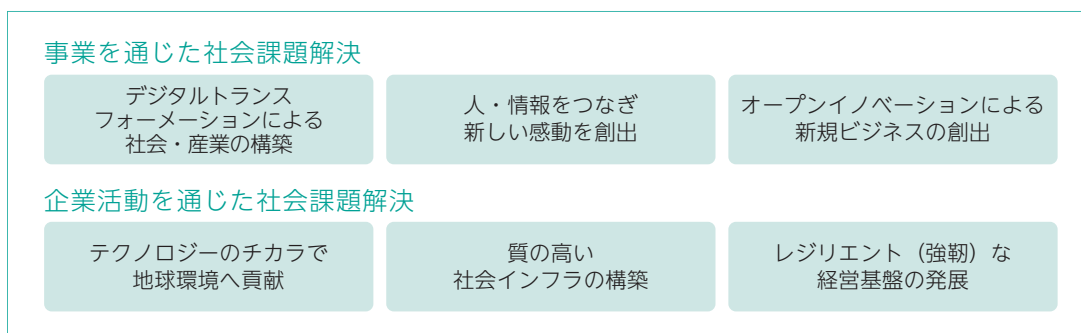 事業を通じた社会課題解決
デジタルトランス
フォーメーションによる
社会・産業の構築
人・情報をつなぎ
新しい感動を創出
オープンイノベーションによる
新規ビジネスの創出
企業活動を通じた社会課題解決
テクノロジーのチカラで
地球環境へ貢献
質の高い
社会インフラの構築
レジリエント（強靭）な
経営基盤の発展